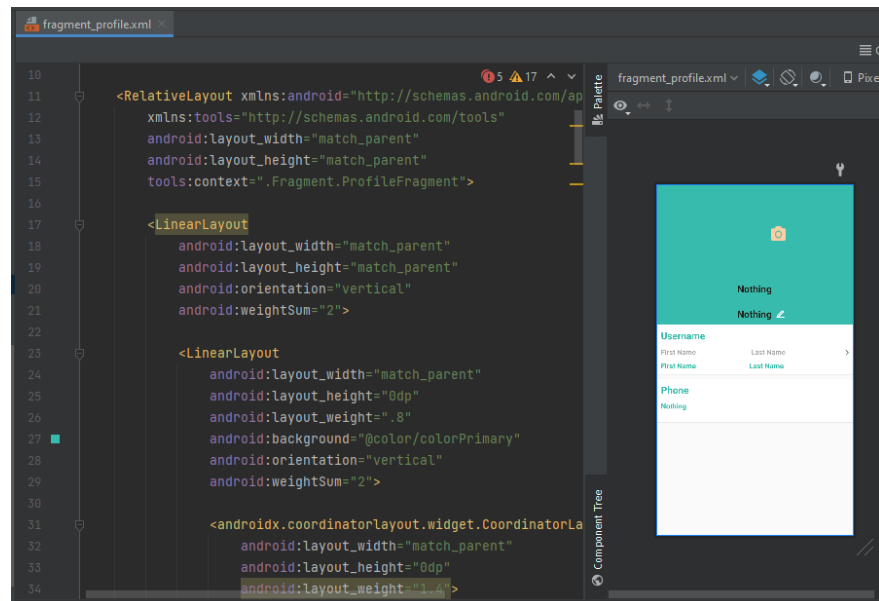 fragment_profile.xml
5 17
10
11 <RelativeLayout xmlns:android="http://schemas.android.com/ap
12 xmlns:tools="http://schemas.android.com/tools"
13 android:layout_width="match_parent"
14 android:layout_height="match_parent"
15 tools:context=".Fragment.ProfileFragment">
16
17 <LinearLayout
18 android:layout_width="match_parent"
19 android:layout_height="match_parent"
20 android:orientation="vertical"
21 android:weightSum="2">
22
23 <LinearLayout
24 android:layout_width="match_parent"
25 android:layout_height="0dp"
26 android:layout_weight=".8"
27 android:background="@color/colorPrimary"
28 android:orientation="vertical"
29 android:weightSum="2">
30
31 <androidx.coordinatorlayout.widget.CoordinatorLa
32 android:layout_width="match_parent"
33 android:layout_height="0dp"
34 android:layout_weight="1.4">
Palette
Component Tree
fragment_profile.xml
Pixe
Nothing
Nothing
Username
First Name Last Name
First Name Last Name
Phone
Nothing